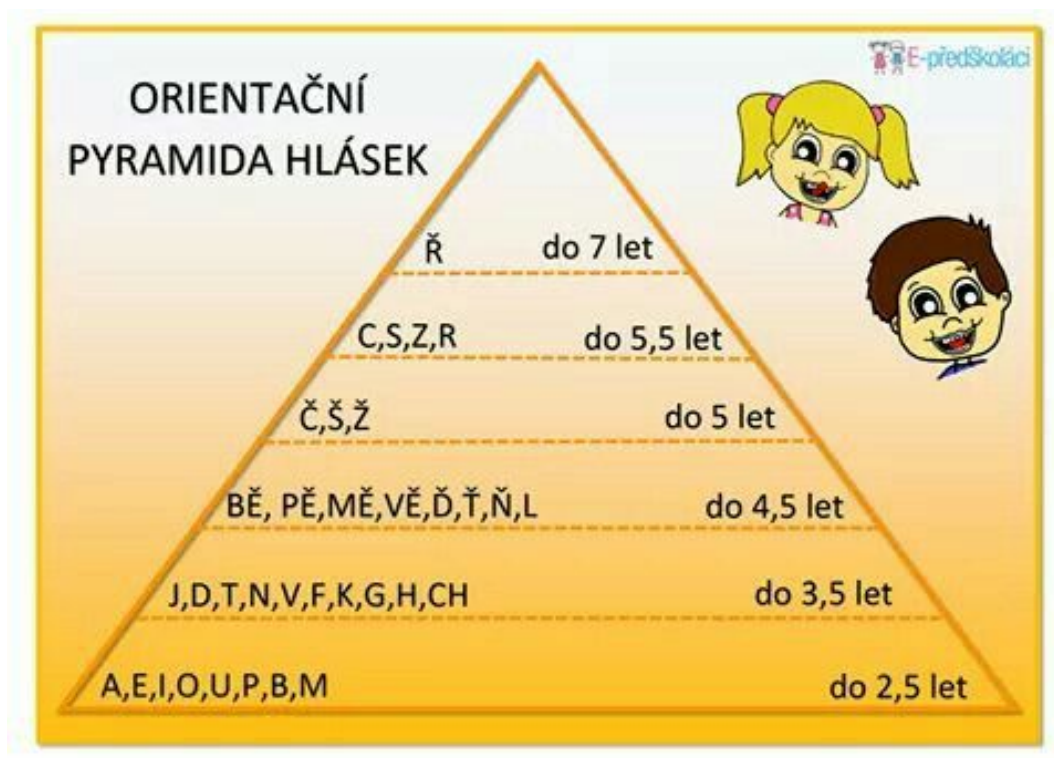 E-předškoláci
ORIENTAČNÍ
PYRAMIDA HLÁSEK
Ř do 7 let
C,S,Z,R do 5,5 let
Č,Š,Ž do 5 let
BĚ, PĚ,MĚ,VĚ,Ď,Ť,Ň,L do 4,5 let
J,D,T,N,V,F,K,G,H,CH do 3,5 let
A,E,I,O,U,P,B,M do 2,5 let